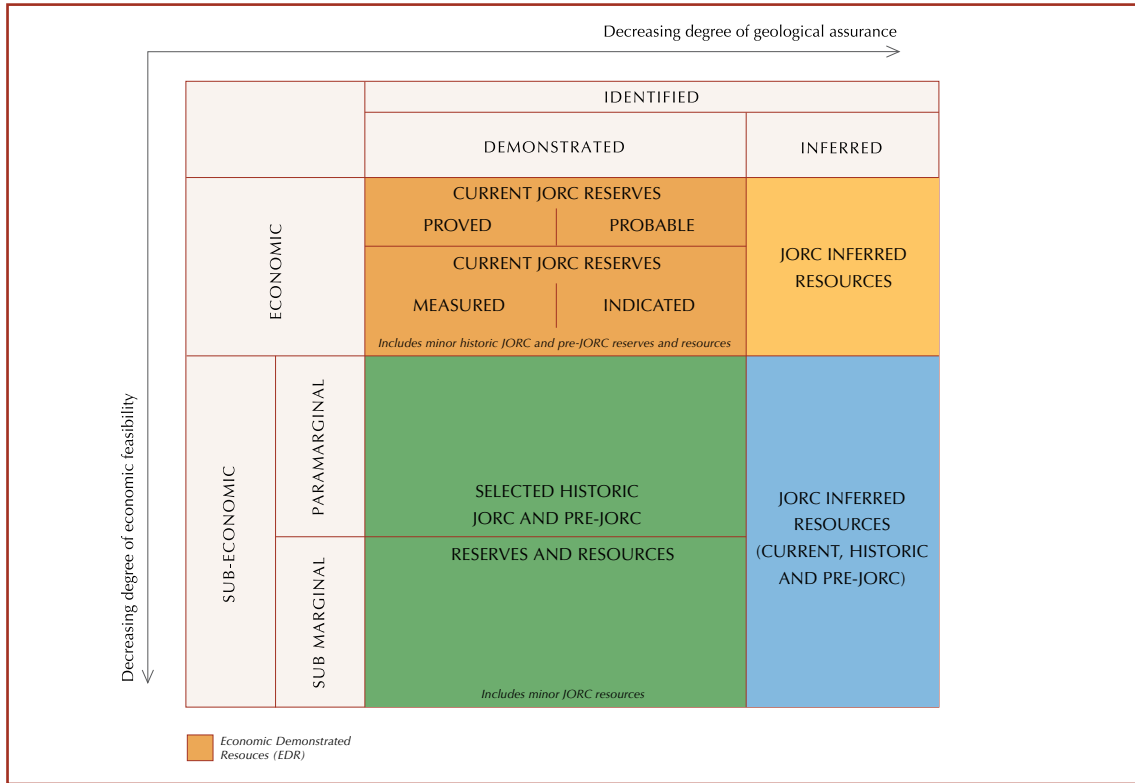 Decreasing degree of geological assurance
IDENTIFIED
DEMONSTRATED
INFERRED
ECONOMIC
CURRENT JORC RESERVES
PROVED
PROBABLE
CURRENT JORC RESERVES
MEASURED
INDICATED
Includes minor historic JORC and pre-JORC reserves and resources
JORC INFERRED
RESOURCES
Decreasing degree of economic feasibility
SUB-ECONOMIC
PARAMARGINAL
SUB MARGINAL
SELECTED HISTORIC
JORC AND PRE-JORC
RESERVES AND RESOURCES
Includes minor JORC resources
JORC INFERRED
RESOURCES
(CURRENT, HISTORIC
AND PRE-JORC)
Economic Demonstrated
Resouces (EDR)